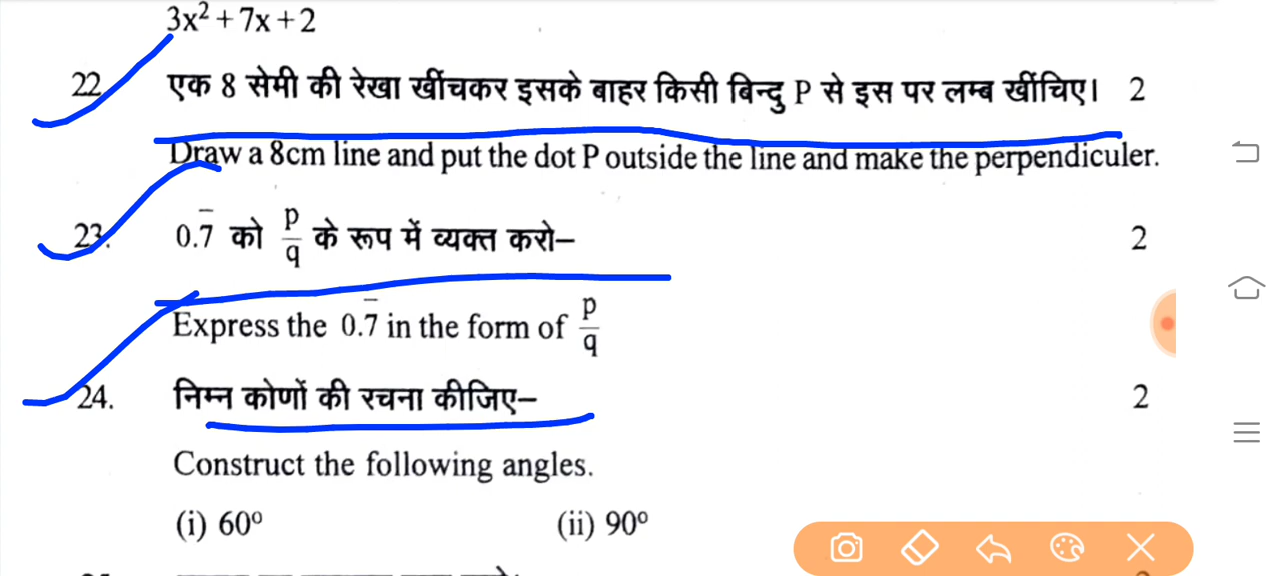 3x² + 7x + 2
22. एक 8 सेमी की रेखा खींचकर इसके बाहर किसी बिन्दु P से इस पर लम्ब खींचिए। 2
Draw a 8cm line and put the dot P outside the line and make the perpendiculer.
23. 0.7̅ को p/q के रूप में व्यक्त करो– 2
Express the 0.7̅ in the form of p/q
24. निम्न कोणों की रचना कीजिए– 2
Construct the following angles.
(i) 60º (ii) 90º